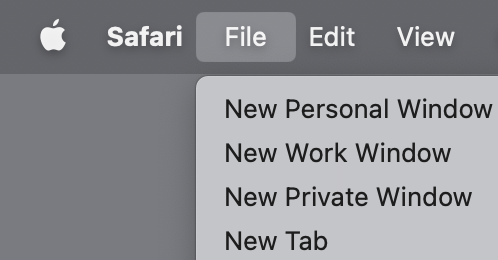 Safari File Edit View
New Personal Window
New Work Window
New Private Window
New Tab